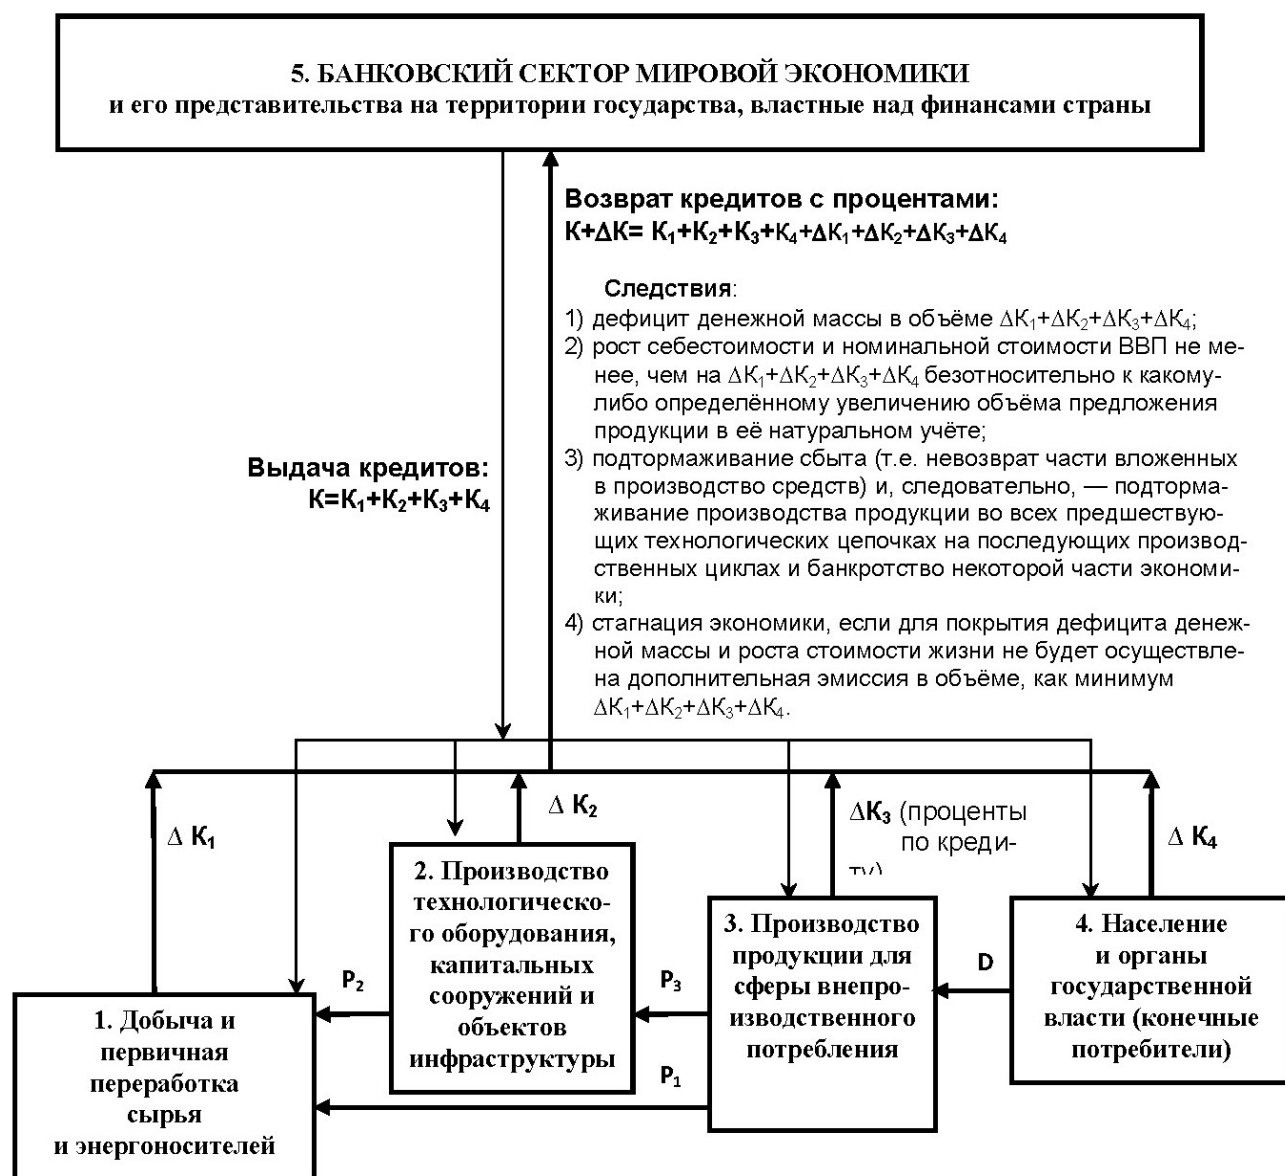 5. БАНКОВСКИЙ СЕКТОР МИРОВОЙ ЭКОНОМИКИ
и его представительства на территории государства, властные над финансами страны
Возврат кредитов с процентами:
К+ΔК= К₁+К₂+К₃+К₄+ΔК₁+ΔК₂+ΔК₃+ΔК₄
Следствия:
1) дефицит денежной массы в объёме ΔК₁+ΔК₂+ΔК₃+ΔК₄;
2) рост себестоимости и номинальной стоимости ВВП не ме-
нее, чем на ΔК₁+ΔК₂+ΔК₃+ΔК₄ безотносительно к какому-
либо определённому увеличению объёма предложения
продукции в её натуральном учёте;
3) подтормаживание сбыта (т.е. невозврат части вложенных
в производство средств) и, следовательно, — подторма-
живание производства продукции во всех предшествую-
щих технологических цепочках на последующих производ-
ственных циклах и банкротство некоторой части экономи-
ки;
4) стагнация экономики, если для покрытия дефицита денеж-
ной массы и роста стоимости жизни не будет осуществле-
на дополнительная эмиссия в объёме, как минимум
ΔК₁+ΔК₂+ΔК₃+ΔК₄.
Выдача кредитов:
К=К₁+К₂+К₃+К₄
Δ К₁
Δ К₂
ΔК₃ (проценты
по креди-
ту)
Δ К₄
1. Добыча и
первичная
переработка
сырья
и энергоносителей
P₂
2. Производство
технологическо-
го оборудования,
капитальных
сооружений и
объектов
инфраструктуры
P₃
P₁
3. Производство
продукции для
сферы внепро-
изводственного
потребления
D
4. Население
и органы
государственной
власти (конечные
потребители)